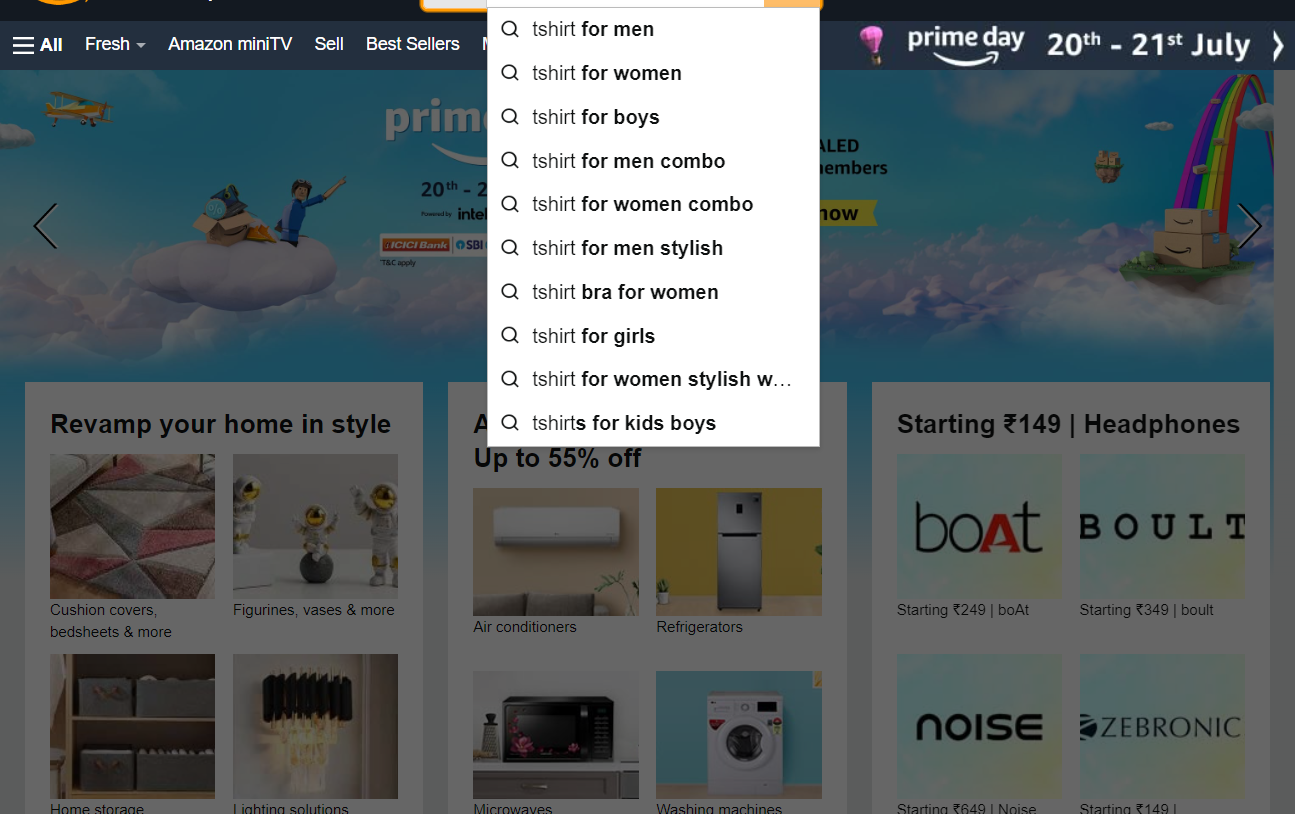 All Fresh Amazon miniTV Sell Best Sellers
prime day 20th - 21st July
tshirt for men
tshirt for women
tshirt for boys
tshirt for men combo
tshirt for women combo
tshirt for men stylish
tshirt bra for women
tshirt for girls
tshirt for women stylish w…
tshirts for kids boys
20th - 2
Powered by intel
ICICI Bank SBI
*T&C apply
Revamp your home in style
Cushion covers,
bedsheets & more
Figurines, vases & more
Home storage
Lighting solutions
Up to 55% off
Air conditioners
Refrigerators
Microwaves
Washing machines
Starting ₹149 | Headphones
boAt
BOULT
Starting ₹249 | boAt
Starting ₹349 | boult
noise
ZEBRONIC
Starting ₹649 | Noise
Starting ₹149 |